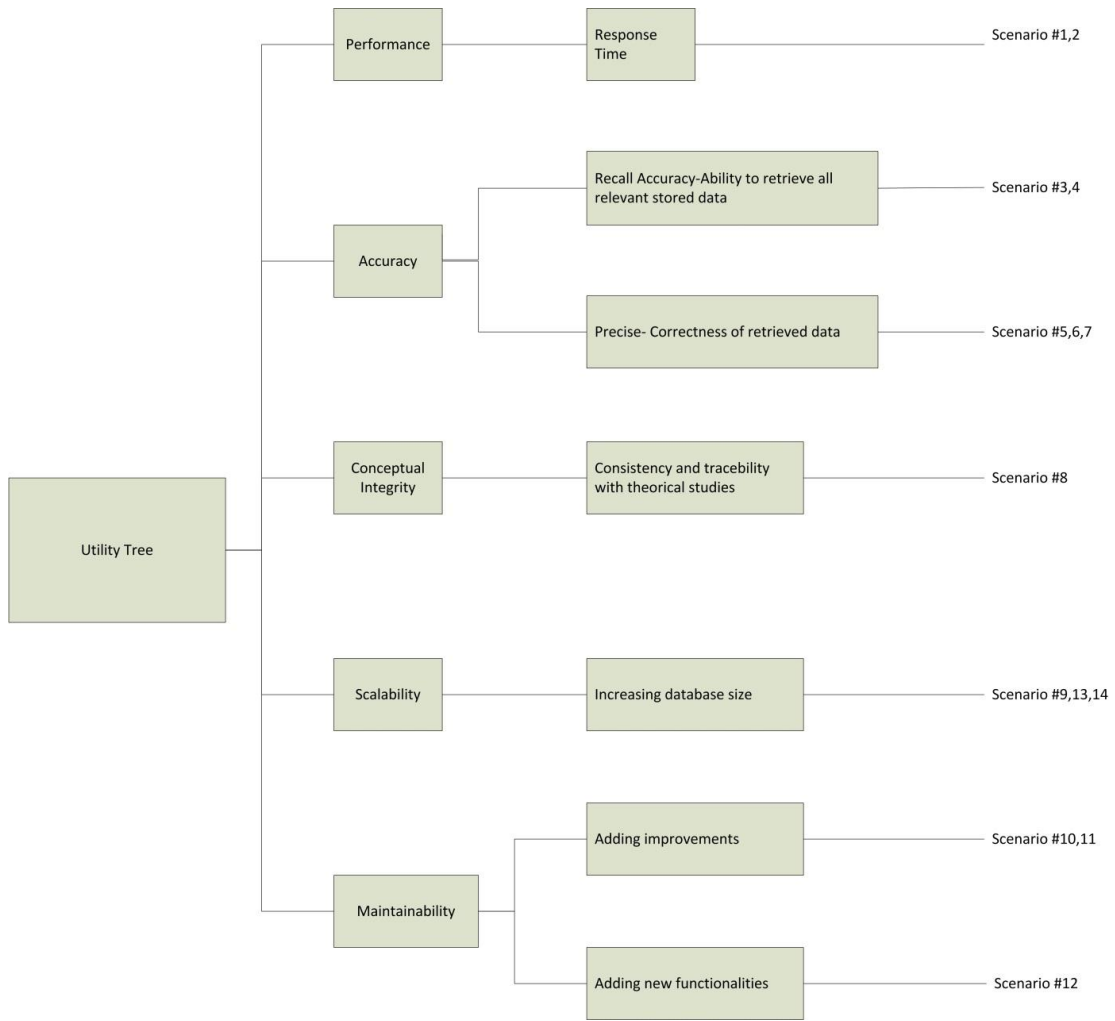 Performance
Response
Time
Scenario #1,2
Recall Accuracy-Ability to retrieve all
relevant stored data
Scenario #3,4
Accuracy
Precise- Correctness of retrieved data
Scenario #5,6,7
Conceptual
Integrity
Consistency and tracebility
with theorical studies
Scenario #8
Utility Tree
Scalability
Increasing database size
Scenario #9,13,14
Adding improvements
Scenario #10,11
Maintainability
Adding new functionalities
Scenario #12